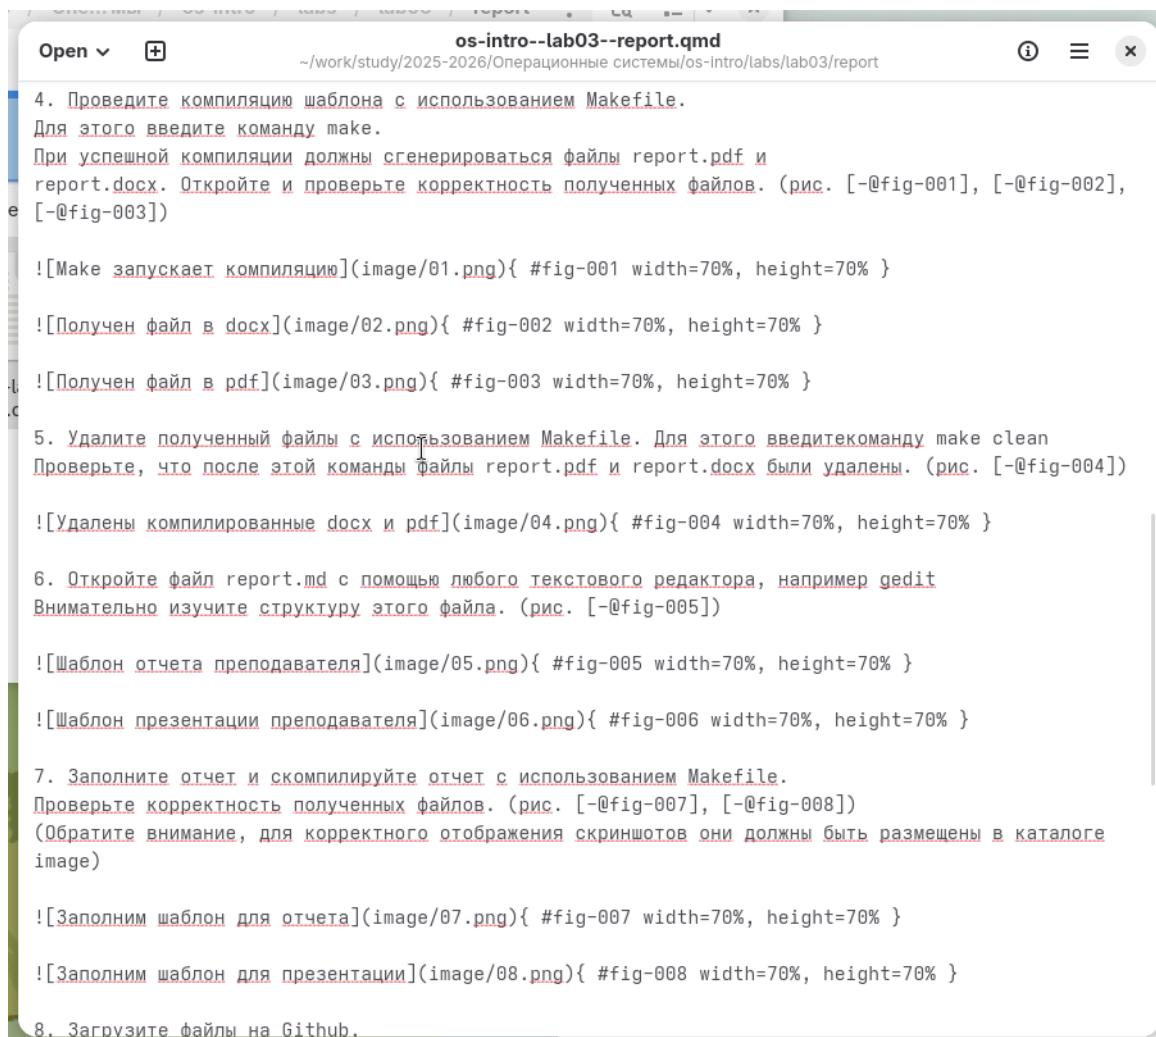 Open
os-intro--lab03--report.qmd
~/work/study/2025-2026/Операционные системы/os-intro/labs/lab03/report
4. Проведите компиляцию шаблона с использованием Makefile.
Для этого введите команду make.
При успешной компиляции должны сгенерироваться файлы report.pdf и
report.docx. Откройте и проверьте корректность полученных файлов. (рис. [-@fig-001], [-@fig-002],
[-@fig-003])
![Make запускает компиляцию](image/01.png){ #fig-001 width=70%, height=70% }
![Получен файл в docx](image/02.png){ #fig-002 width=70%, height=70% }
![Получен файл в pdf](image/03.png){ #fig-003 width=70%, height=70% }
5. Удалите полученный файлы с использованием Makefile. Для этого введитекоманду make clean
Проверьте, что после этой команды файлы report.pdf и report.docx были удалены. (рис. [-@fig-004])
![Удалены компилированные docx и pdf](image/04.png){ #fig-004 width=70%, height=70% }
6. Откройте файл report.md с помощью любого текстового редактора, например gedit
Внимательно изучите структуру этого файла. (рис. [-@fig-005])
![Шаблон отчета преподавателя](image/05.png){ #fig-005 width=70%, height=70% }
![Шаблон презентации преподавателя](image/06.png){ #fig-006 width=70%, height=70% }
7. Заполните отчет и скомпилируйте отчет с использованием Makefile.
Проверьте корректность полученных файлов. (рис. [-@fig-007], [-@fig-008])
(Обратите внимание, для корректного отображения скриншотов они должны быть размещены в каталоге
image)
![Заполним шаблон для отчета](image/07.png){ #fig-007 width=70%, height=70% }
![Заполним шаблон для презентации](image/08.png){ #fig-008 width=70%, height=70% }
8. Загрузите файлы на Github.